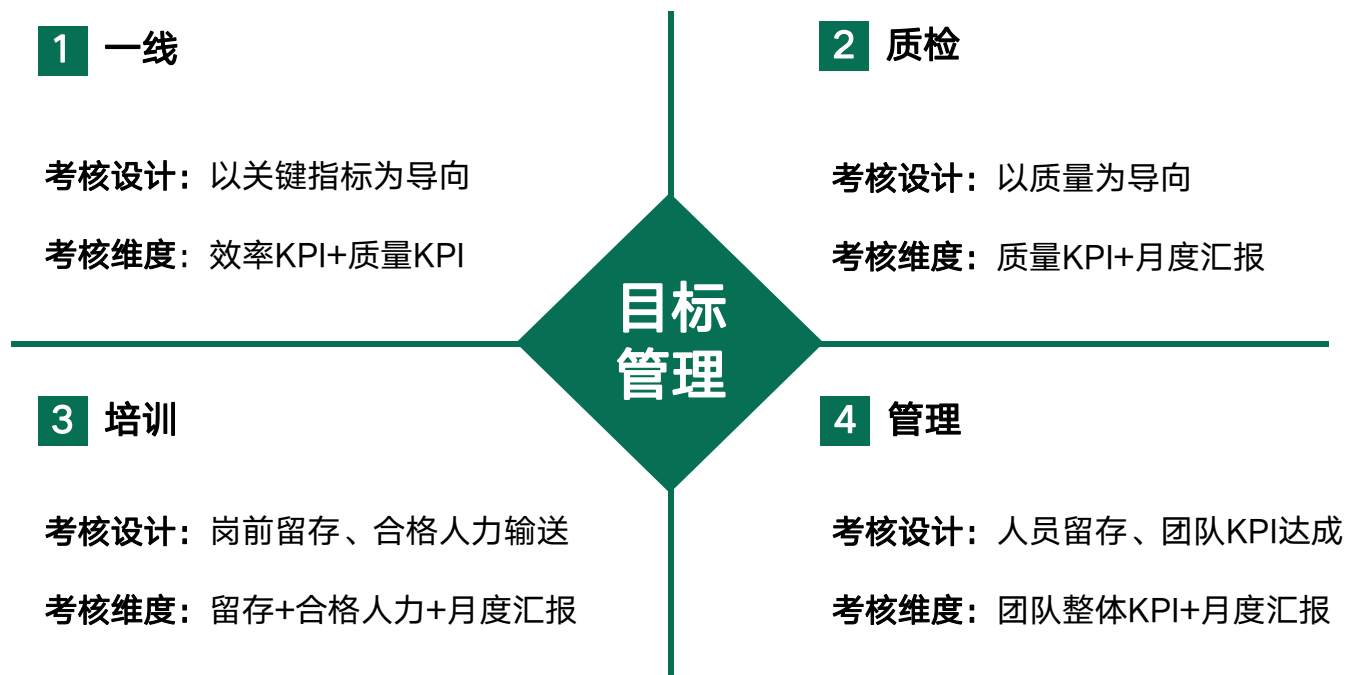 1 一线
考核设计：以关键指标为导向
考核维度：效率KPI+质量KPI
2 质检
考核设计：以质量为导向
考核维度：质量KPI+月度汇报
目标
管理
3 培训
考核设计：岗前留存、合格人力输送
考核维度：留存+合格人力+月度汇报
4 管理
考核设计：人员留存、团队KPI达成
考核维度：团队整体KPI+月度汇报